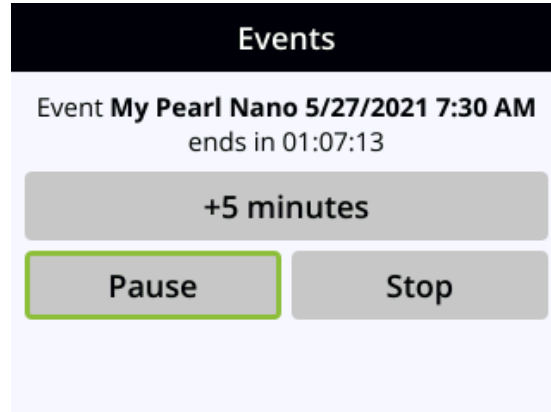 Events
Event My Pearl Nano 5/27/2021 7:30 AM
ends in 01:07:13
+5 minutes
Pause
Stop